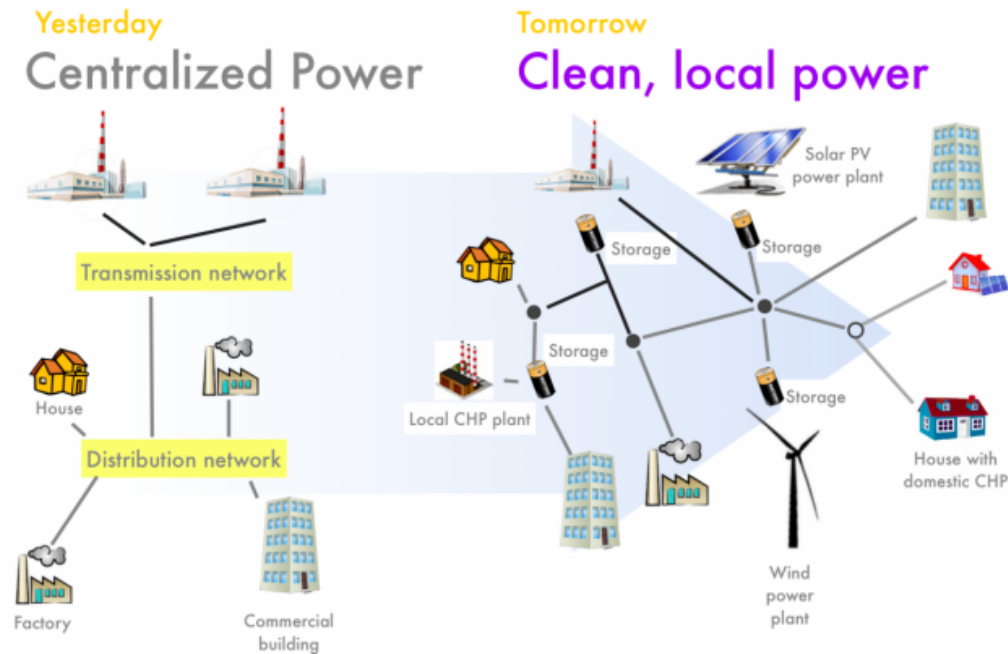 Yesterday
Centralized Power
Transmission network
House
Distribution network
Factory
Commercial
building
Tomorrow
Clean, local power
Solar PV
power plant
Storage
Storage
Storage
Local CHP plant
Storage
House with
domestic CHP
Wind
power
plant